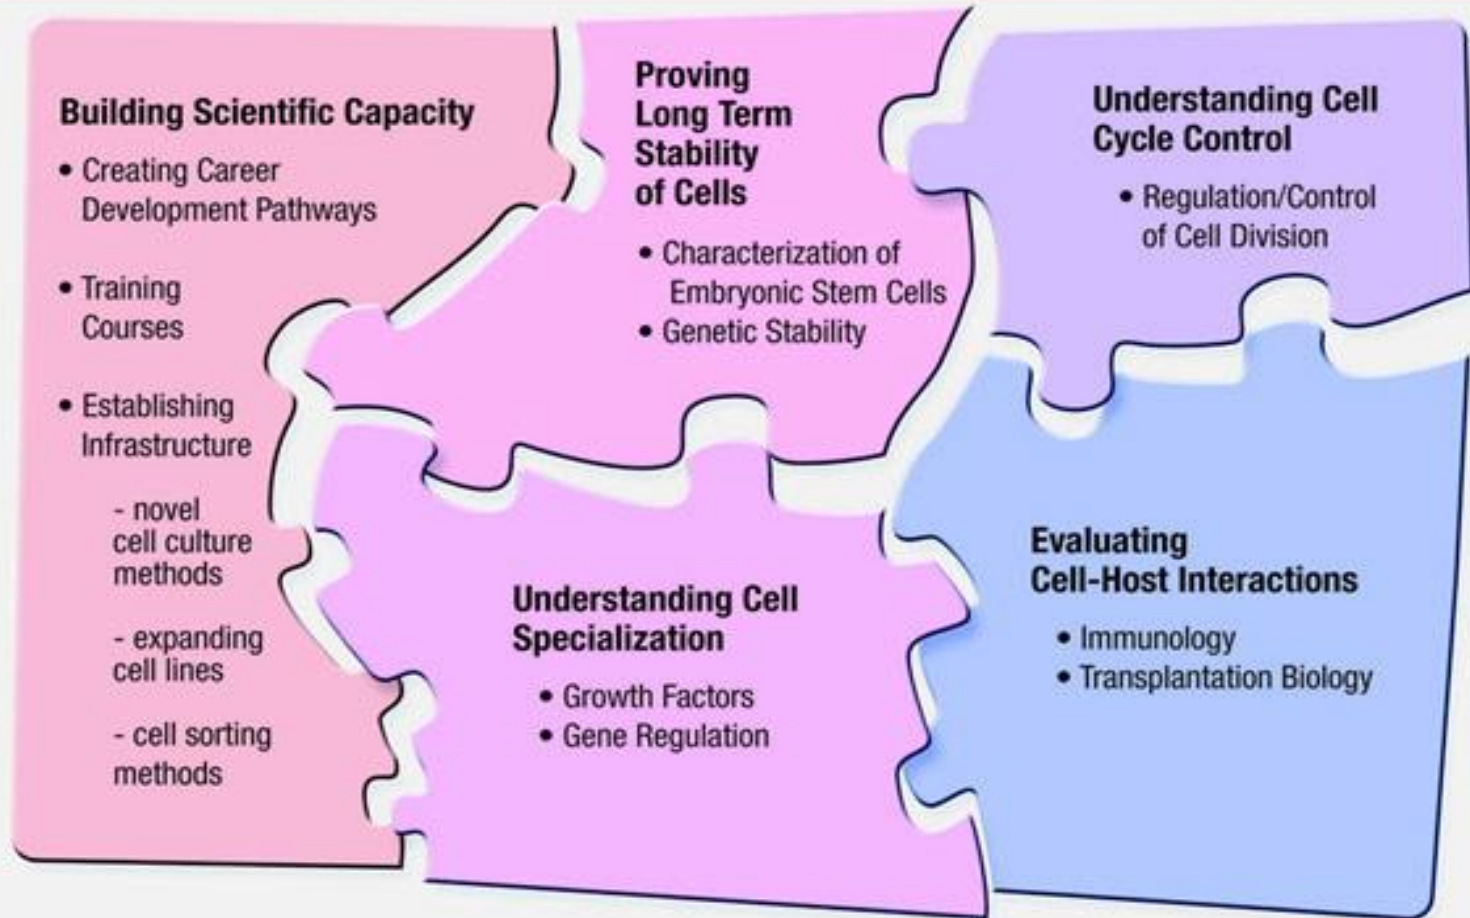 Building Scientific Capacity
• Creating Career
Development Pathways
• Training
Courses
• Establishing
Infrastructure
- novel
cell culture
methods
- expanding
cell lines
- cell sorting
methods
Proving
Long Term
Stability
of Cells
• Characterization of
Embryonic Stem Cells
• Genetic Stability
Understanding Cell
Cycle Control
• Regulation/Control
of Cell Division
Understanding Cell
Specialization
• Growth Factors
• Gene Regulation
Evaluating
Cell-Host Interactions
• Immunology
• Transplantation Biology